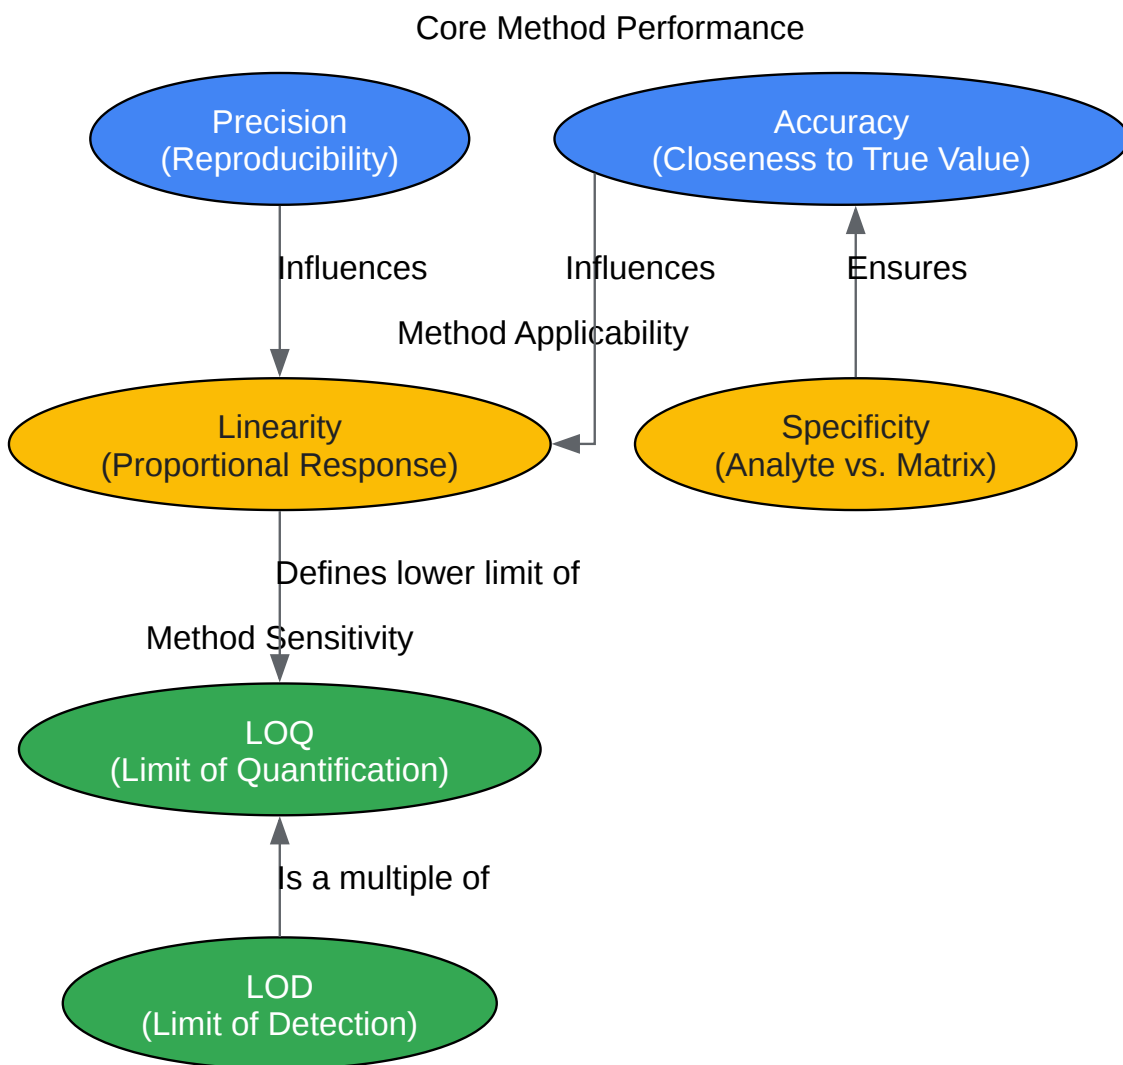 Core Method Performance
Precision
(Reproducibility)
Accuracy
(Closeness to True Value)
Influences
Influences
Ensures
Method Applicability
Linearity
(Proportional Response)
Specificity
(Analyte vs. Matrix)
Defines lower limit of
Method Sensitivity
LOQ
(Limit of Quantification)
Is a multiple of
LOD
(Limit of Detection)